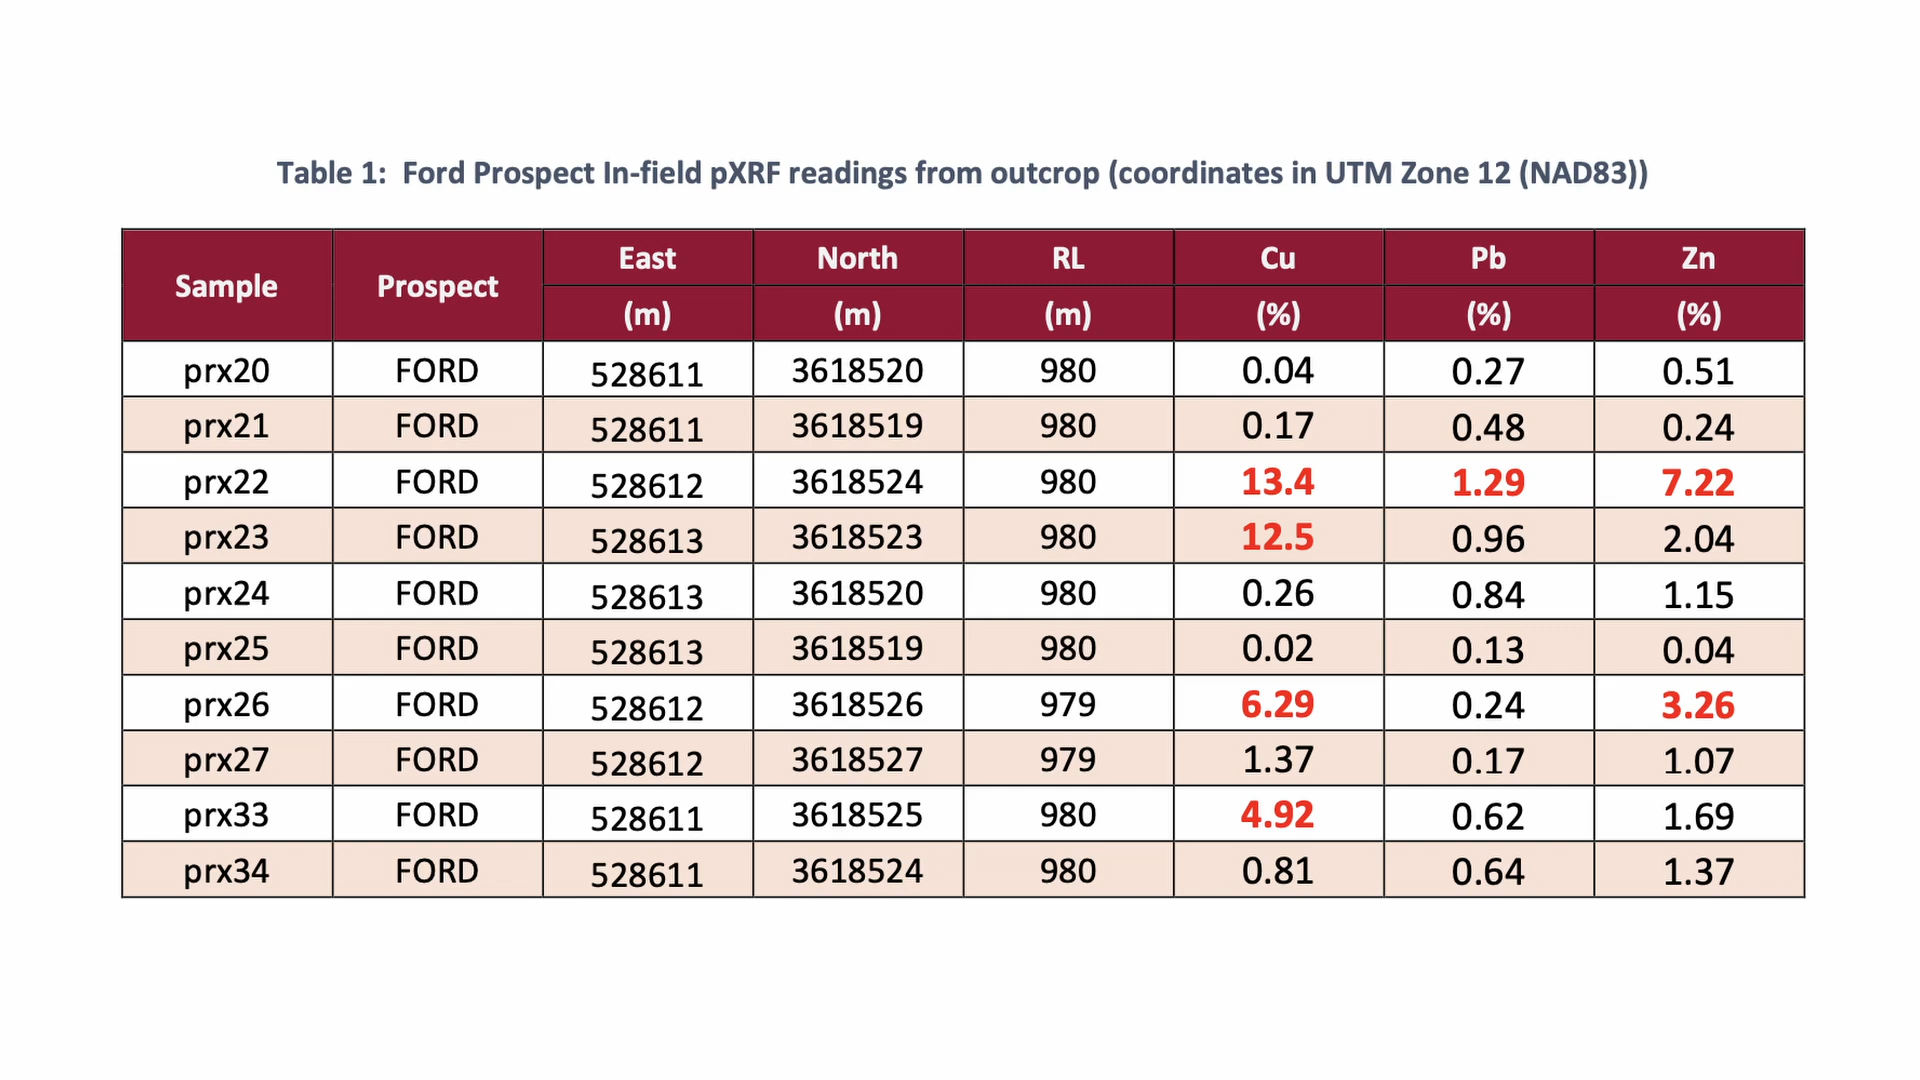 Table 1: Ford Prospect In-field pXRF readings from outcrop (coordinates in UTM Zone 12 (NAD83))
Sample Prospect East North RL Cu Pb Zn
(m) (m) (m) (%) (%) (%)
prx20 FORD 528611 3618520 980 0.04 0.27 0.51
prx21 FORD 528611 3618519 980 0.17 0.48 0.24
prx22 FORD 528612 3618524 980 13.4 1.29 7.22
prx23 FORD 528613 3618523 980 12.5 0.96 2.04
prx24 FORD 528613 3618520 980 0.26 0.84 1.15
prx25 FORD 528613 3618519 980 0.02 0.13 0.04
prx26 FORD 528612 3618526 979 6.29 0.24 3.26
prx27 FORD 528612 3618527 979 1.37 0.17 1.07
prx33 FORD 528611 3618525 980 4.92 0.62 1.69
prx34 FORD 528611 3618524 980 0.81 0.64 1.37